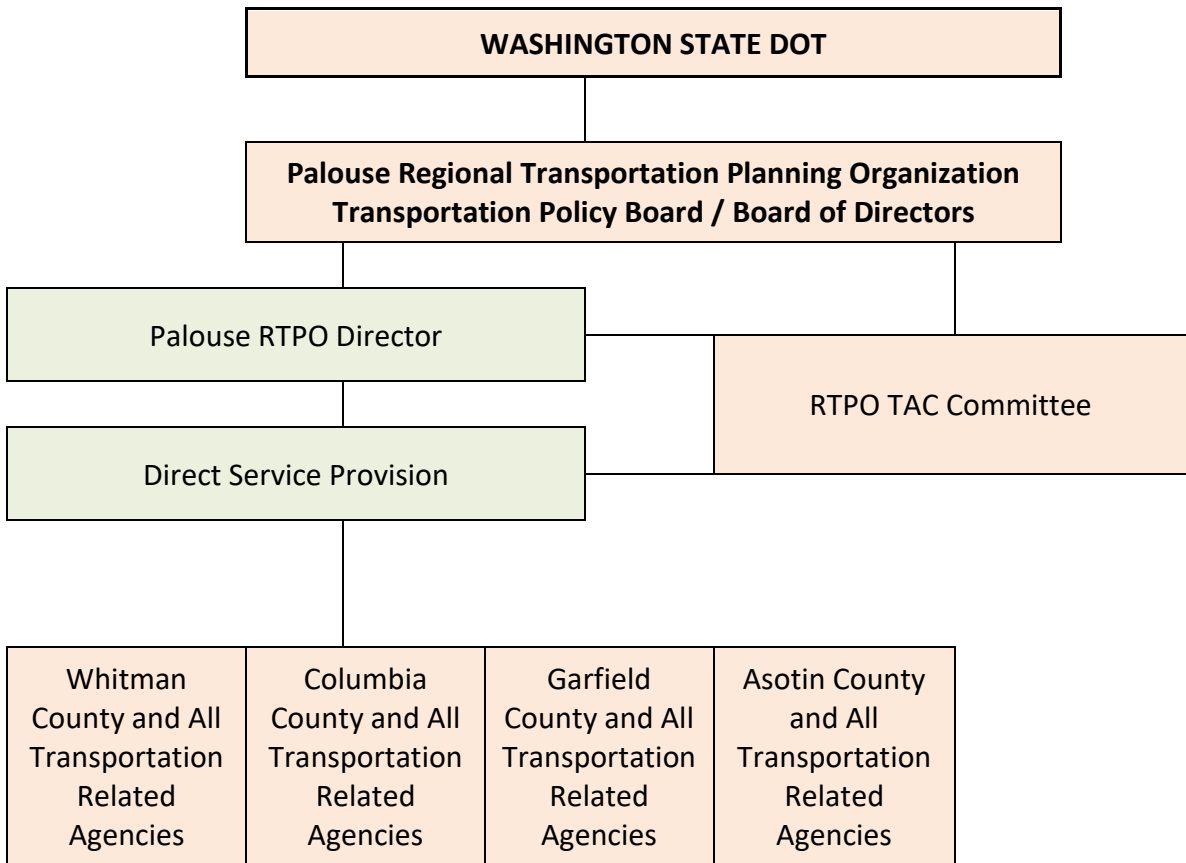 WASHINGTON STATE DOT
Palouse Regional Transportation Planning Organization
Transportation Policy Board / Board of Directors
Palouse RTPO Director
RTPO TAC Committee
Direct Service Provision
Whitman
County and All
Transportation
Related
Agencies
Columbia
County and All
Transportation
Related
Agencies
Garfield
County and All
Transportation
Related
Agencies
Asotin County
and All
Transportation
Related
Agencies